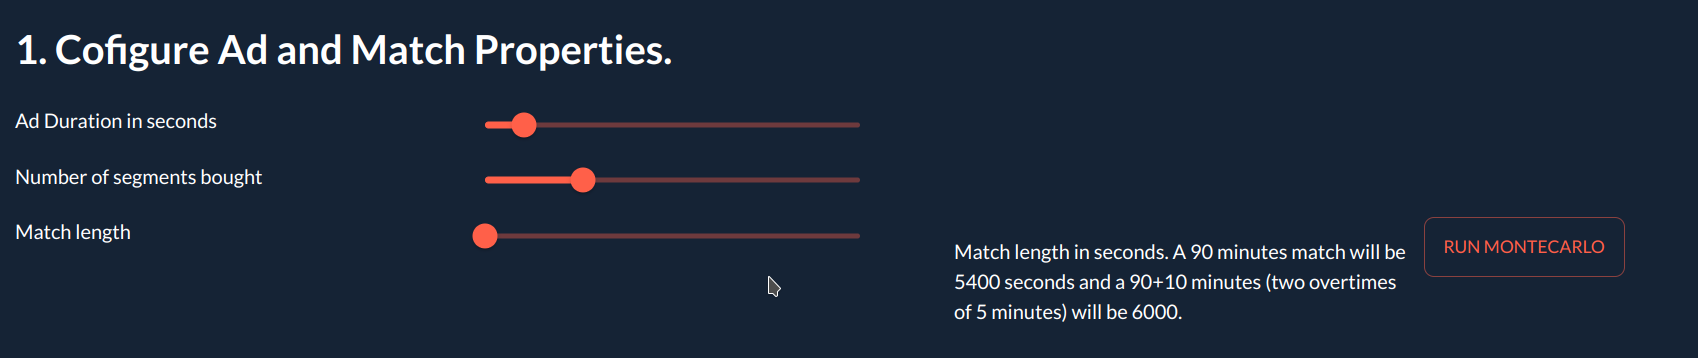 1. Cofigure Ad and Match Properties.
Ad Duration in seconds
Number of segments bought
Match length
Match length in seconds. A 90 minutes match will be
5400 seconds and a 90+10 minutes (two overtimes
of 5 minutes) will be 6000.
RUN MONTECARLO